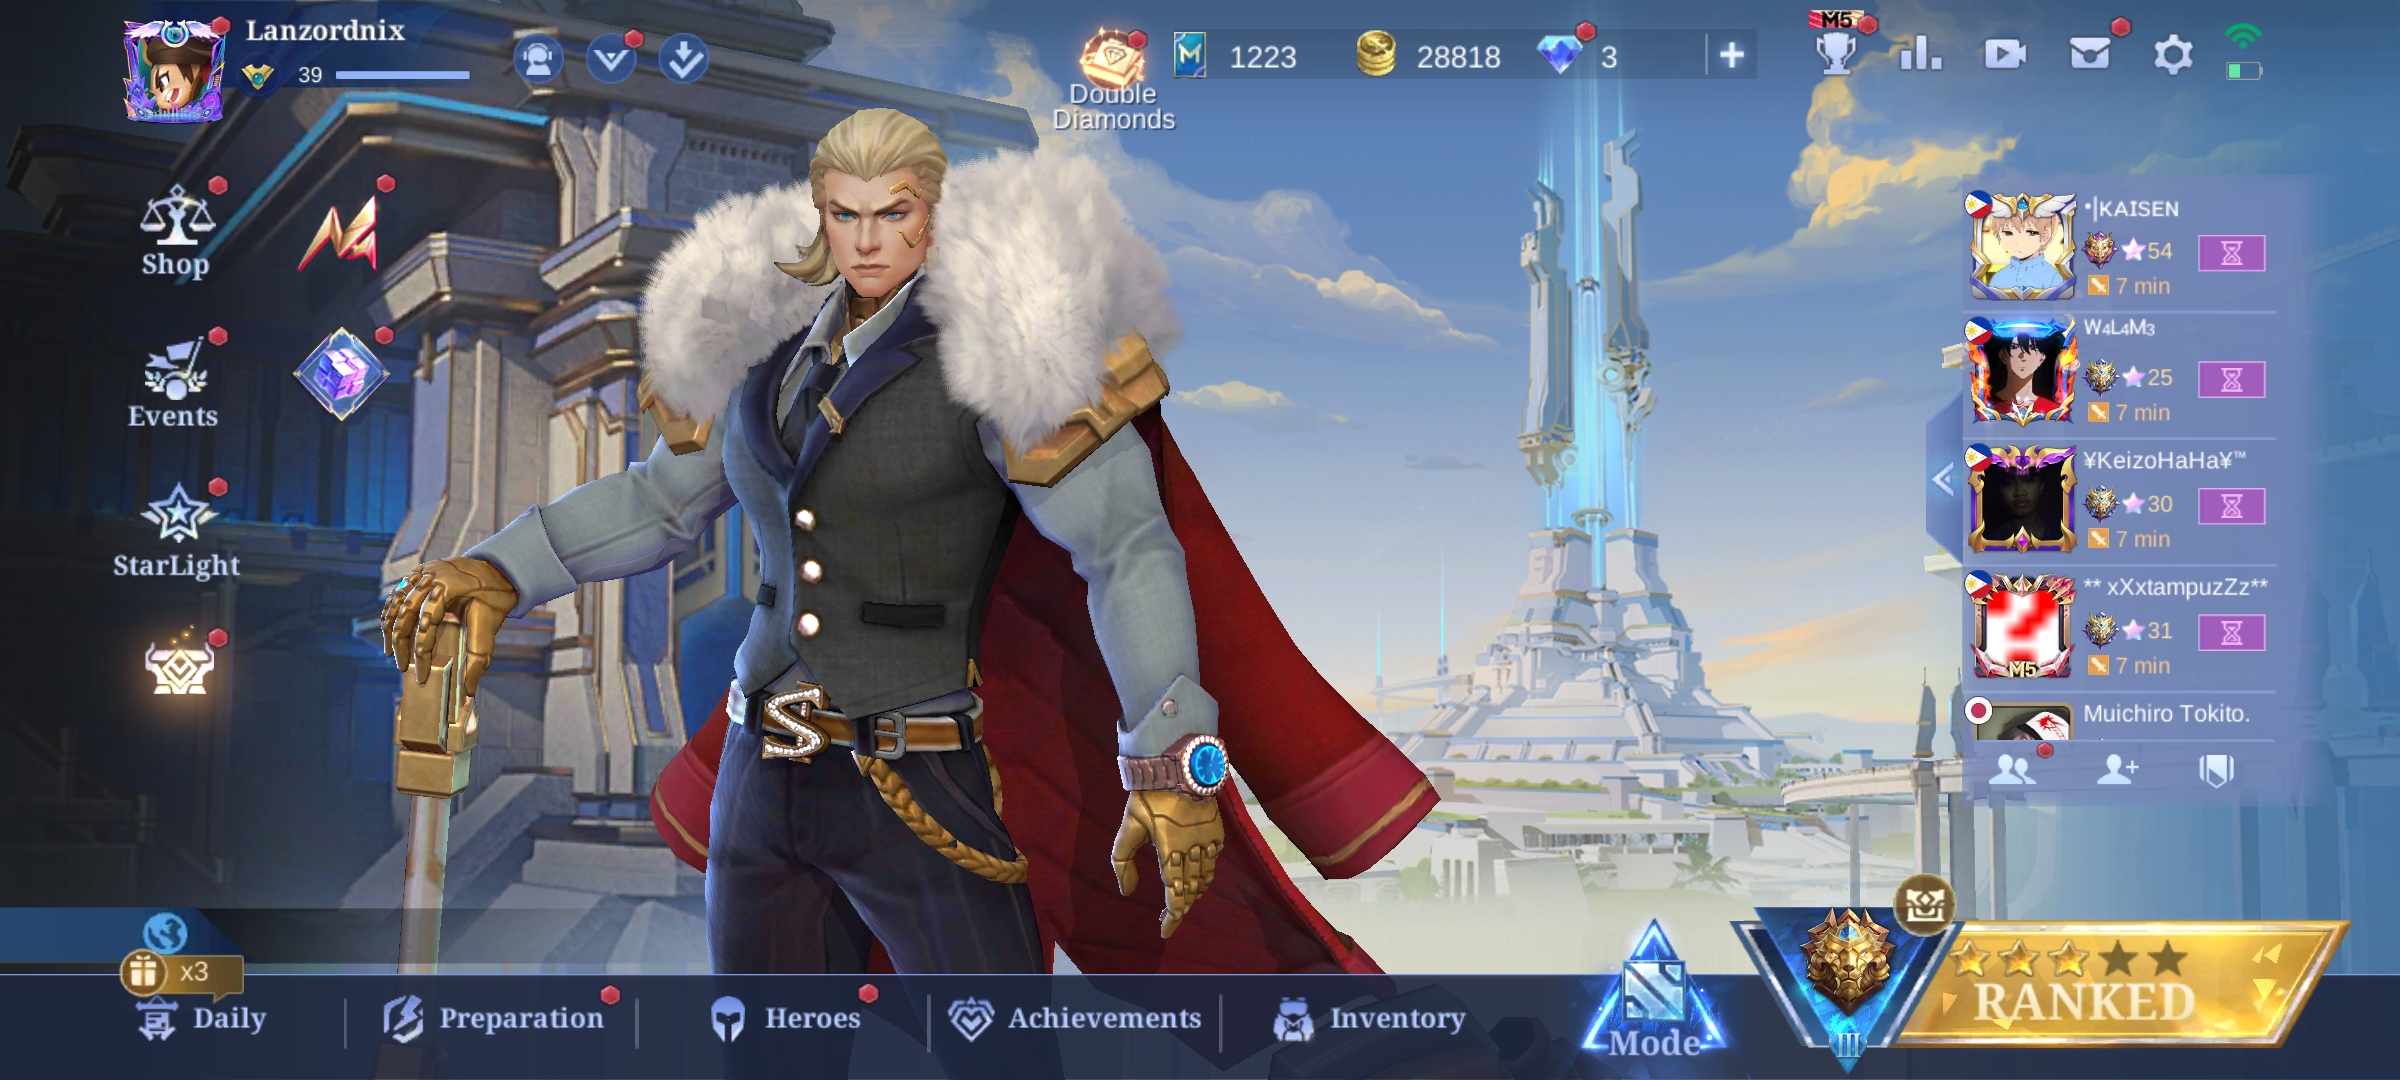 Lanzordnix
39
Double
Diamonds
1223
28818
3
M5
Shop
Events
StarLight
•|KAISEN
54
7 min
W4L4M3
25
7 min
¥KeizoHaHa¥™
30
7 min
** xXxtampuzZz**
31
7 min
M5
Muichiro Tokito.
x3
Daily
Preparation
Heroes
Achievements
Inventory
Mode
RANKED
III